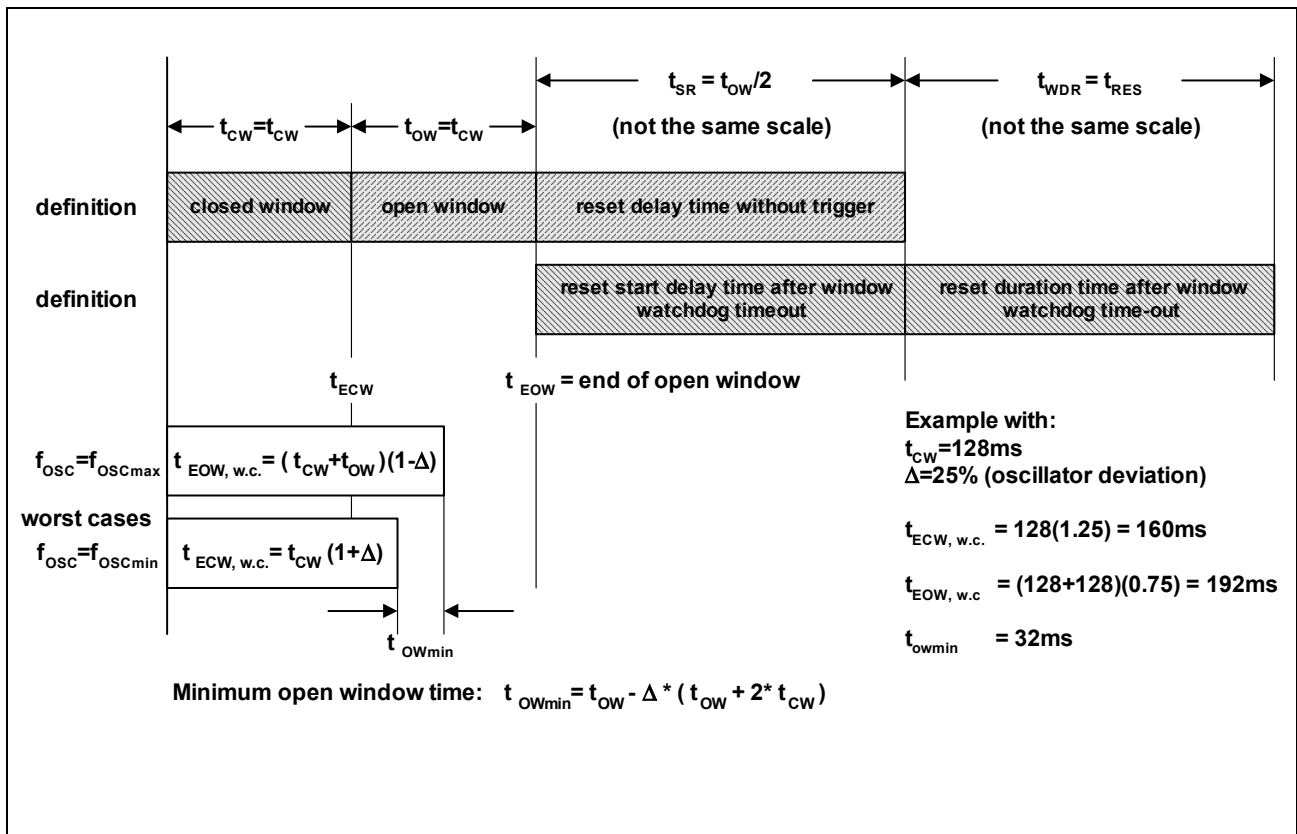 t_SR = t_OW/2
t_WDR = t_RES
t_CW=t_CW
t_OW=t_CW
(not the same scale)
(not the same scale)
definition
closed window
open window
reset delay time without trigger
definition
reset start delay time after window
watchdog timeout
reset duration time after window
watchdog time-out
t_ECW
t_EOW = end of open window
f_OSC=f_OSCmax
t_EOW, w.c. = ( t_CW+t_OW )(1-Δ)
worst cases
f_OSC=f_OSCmin
t_ECW, w.c. = t_CW (1+Δ)
t_OWmin
Example with:
t_CW=128ms
Δ=25% (oscillator deviation)
t_ECW, w.c. = 128(1.25) = 160ms
t_EOW, w.c = (128+128)(0.75) = 192ms
t_owmin = 32ms
Minimum open window time: t_OWmin = t_OW - Δ * ( t_OW + 2* t_CW )